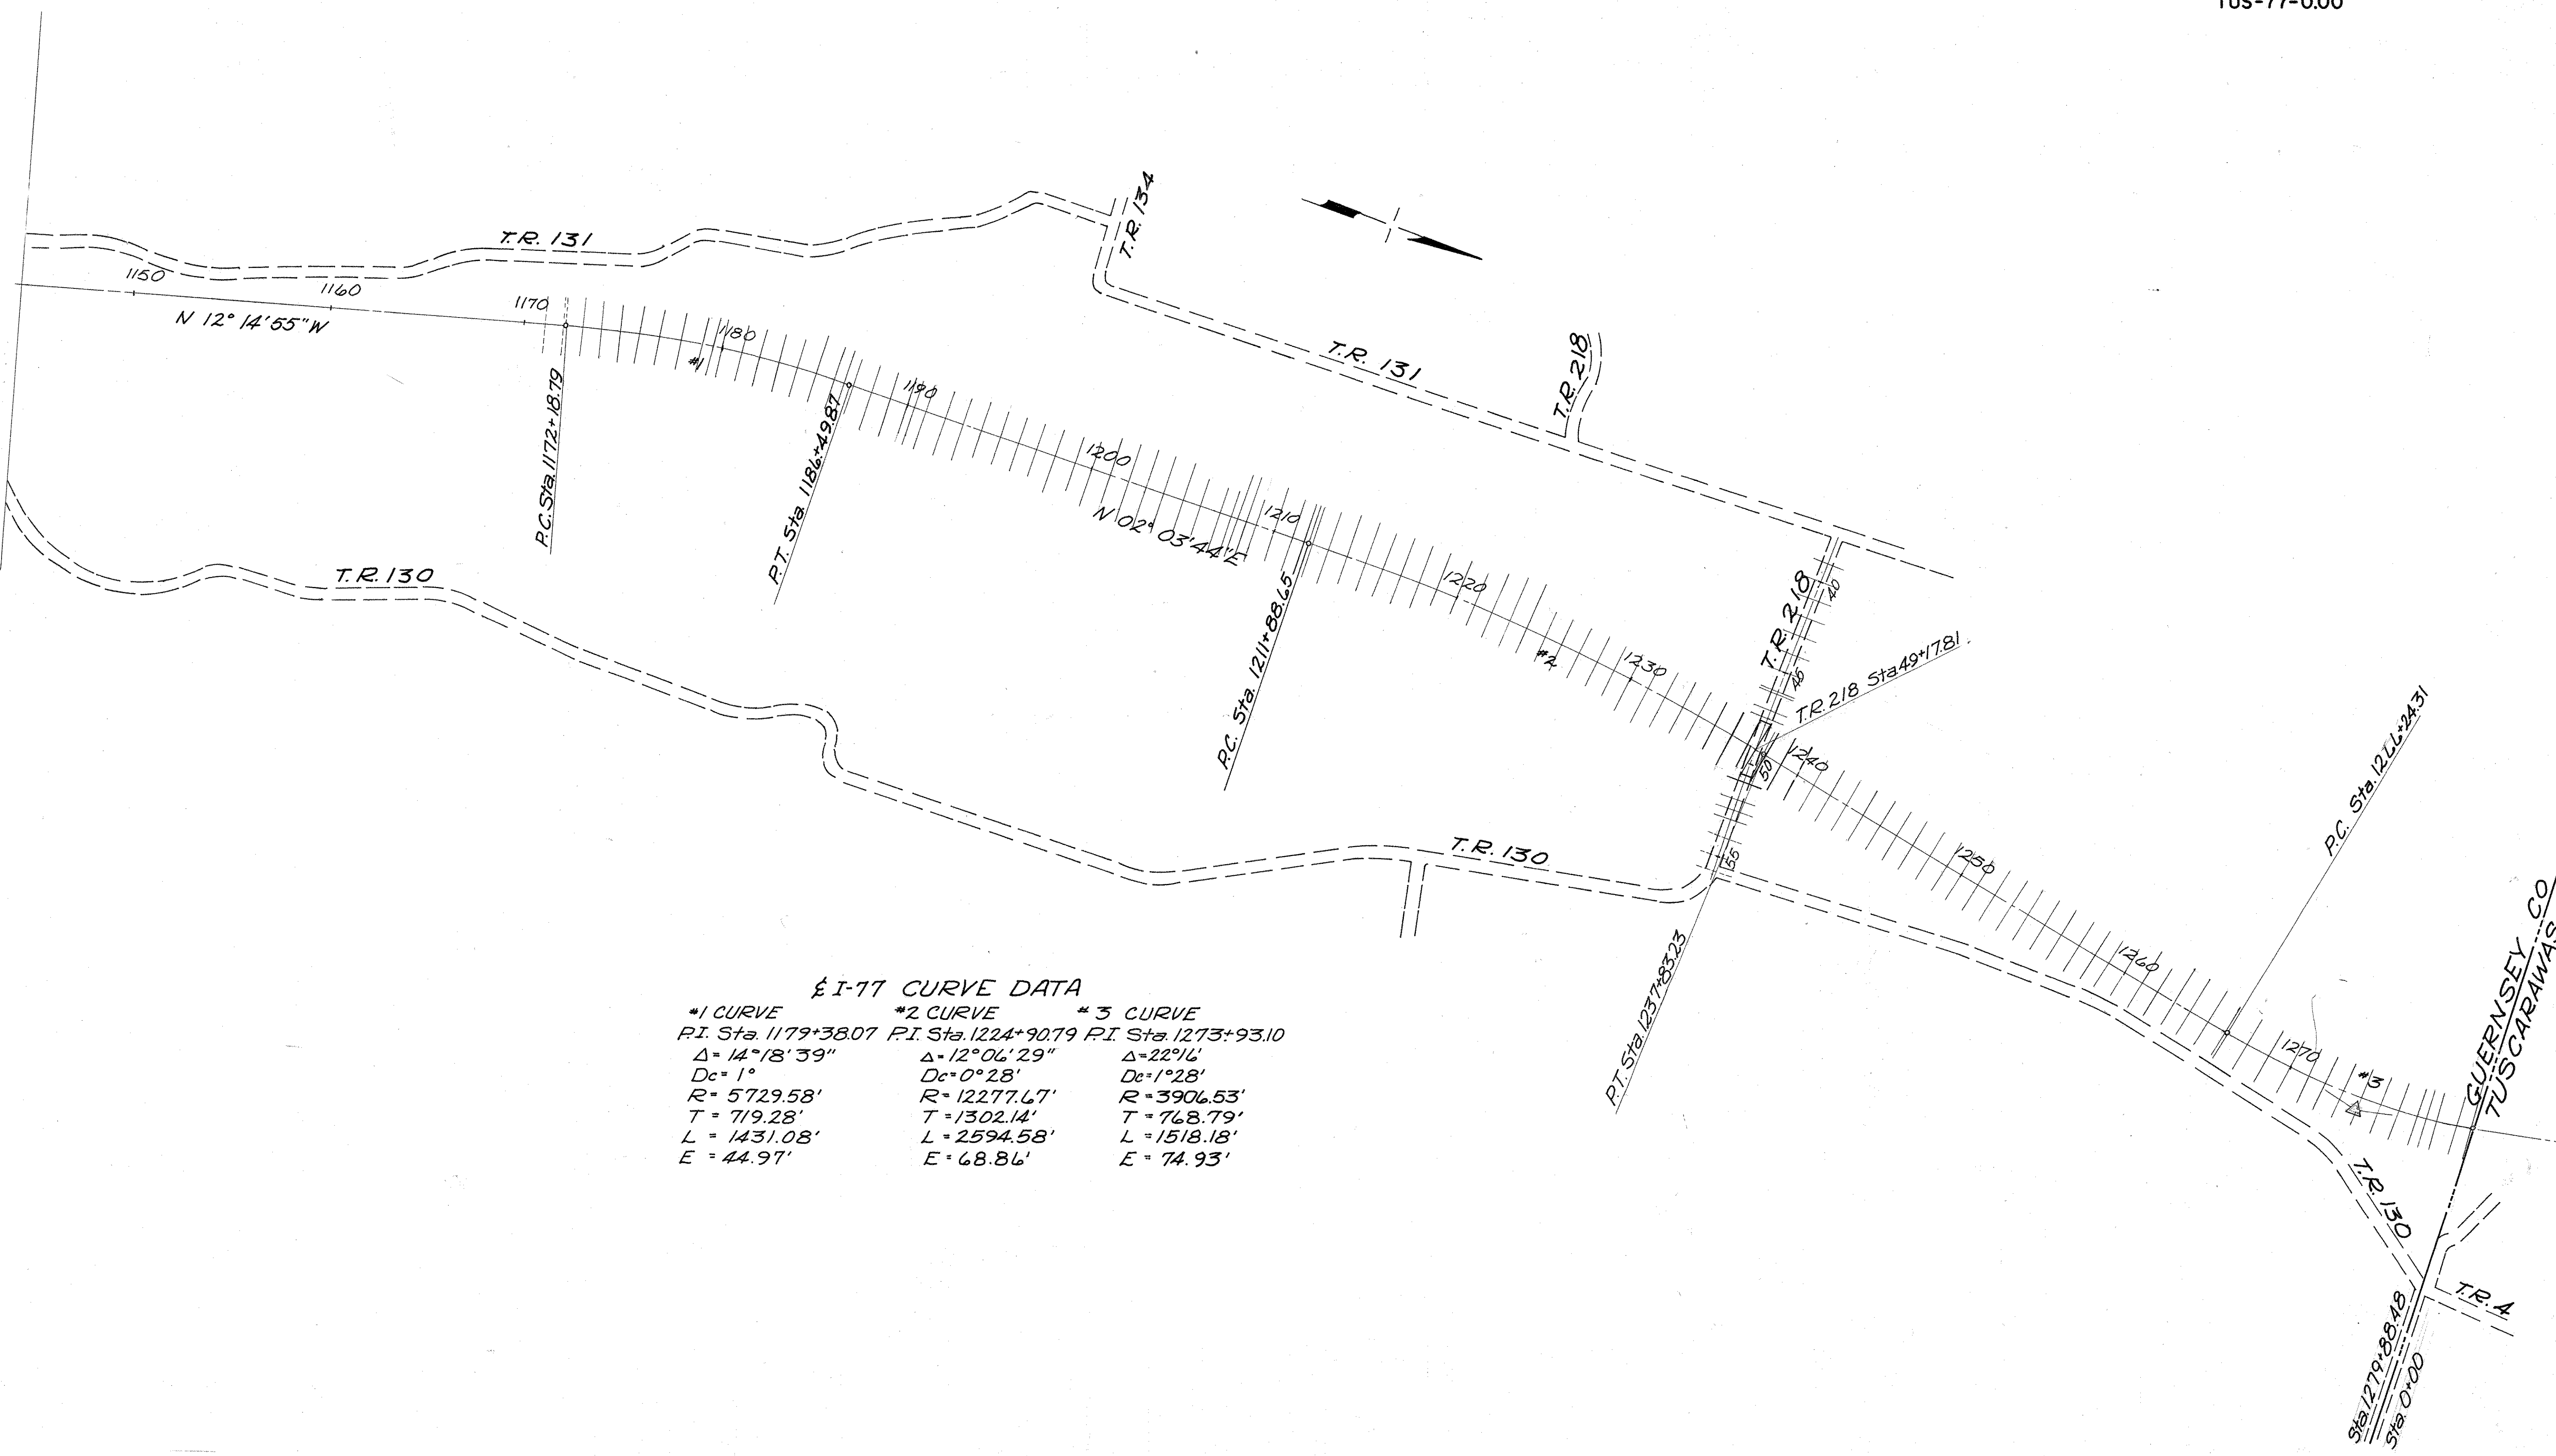 TUS-77-0.00
T.R. 134
T.R. 131
1150
1160
1170
N 12° 14' 55" W
1180
#1
1190
T.R. 131
T.R. 218
P.C. Sta. 1172+18.79
P.T. Sta. 1186+49.87
1200
1210
N 02° 03' 44" E
T.R. 130
P.C. Sta. 1211+88.65
1220
#2
1230
T.R. 218
40
45
T.R. 218 Sta 49+17.81
50
1240
55
T.R. 130
1250
P.C. Sta. 1266+24.31
1260
P.T. Sta. 1237+83.23
1270
#3
GUERNSEY CO
TUSCARAWAS
T.R. 130
T.R. 4
Sta. 1279+88.48
Sta. 0+00
℄ I-77 CURVE DATA
#1 CURVE #2 CURVE #3 CURVE
P.I. Sta. 1179+38.07 P.I. Sta. 1224+90.79 P.I. Sta. 1273+93.10
Δ= 14°18'39" Δ=12°06'29" Δ=22°16'
Dc= 1° Dc=0°28' Dc=1°28'
R= 5729.58' R=12277.67' R=3906.53'
T = 719.28' T =1302.14' T =768.79'
L = 1431.08' L =2594.58' L =1518.18'
E = 44.97' E = 68.86' E = 74.93'